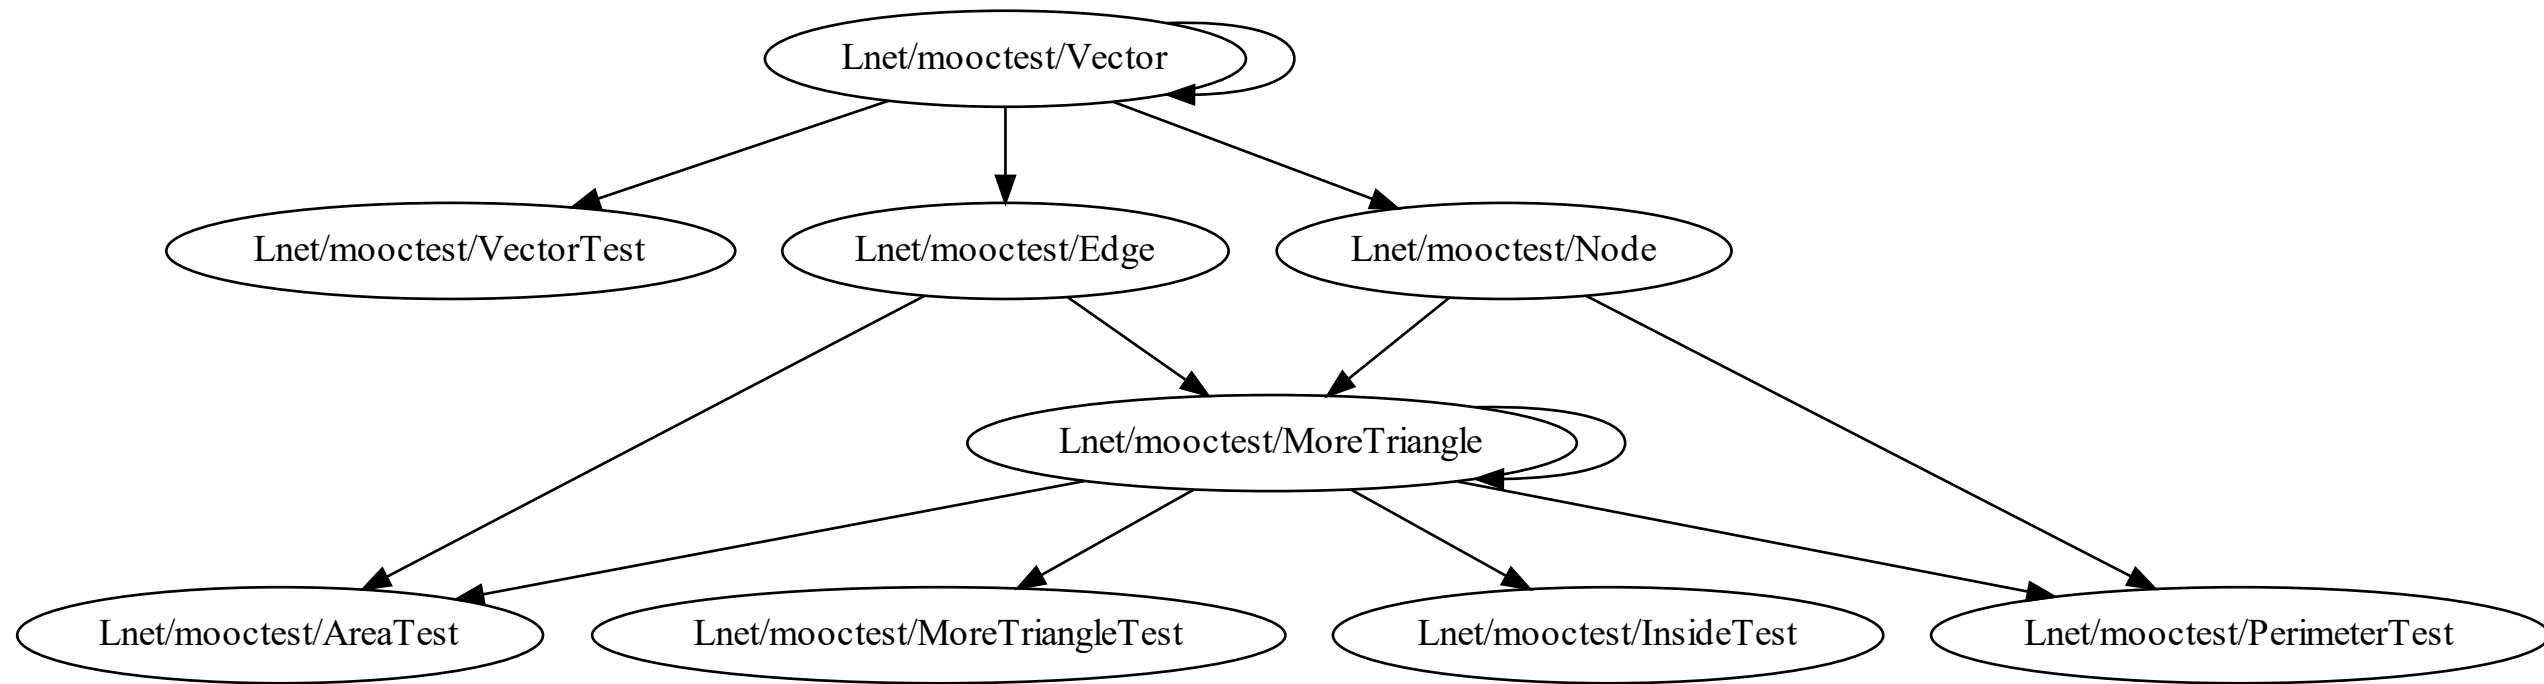 Lnet/mooctest/Vector
Lnet/mooctest/VectorTest
Lnet/mooctest/Edge
Lnet/mooctest/Node
Lnet/mooctest/MoreTriangle
Lnet/mooctest/AreaTest
Lnet/mooctest/MoreTriangleTest
Lnet/mooctest/InsideTest
Lnet/mooctest/PerimeterTest